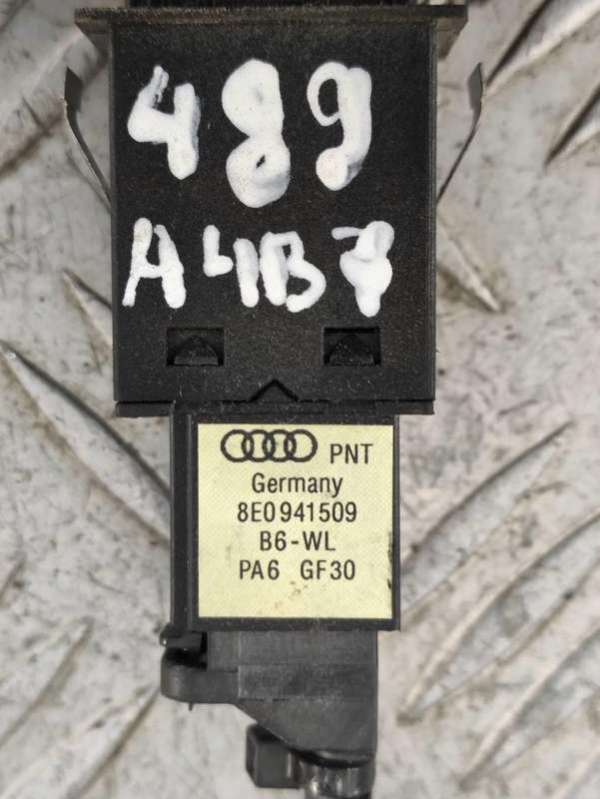 489
A4B7
PNT
Germany
8E0941509
B6-WL
PA6 GF30